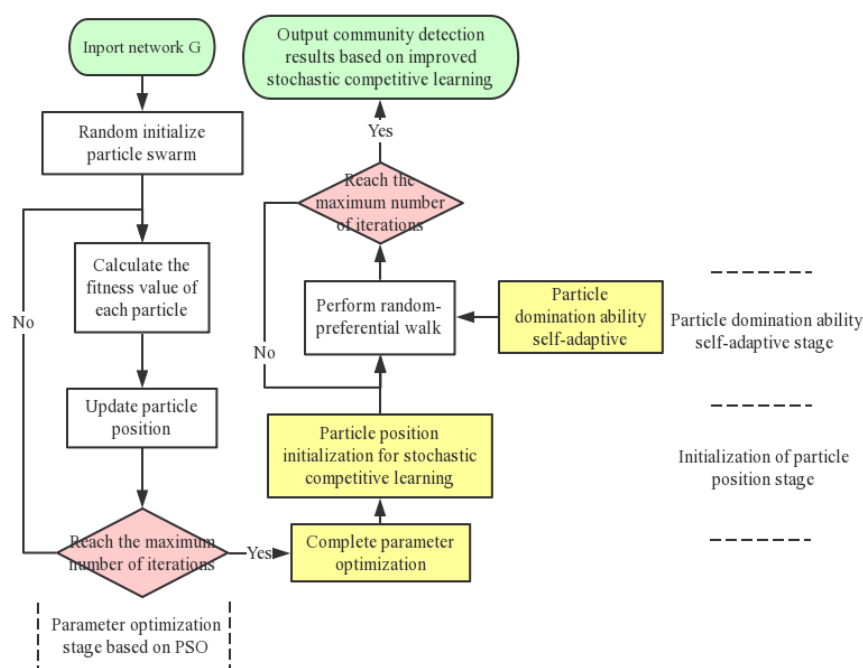 Inport network G
Random initialize
particle swarm
Calculate the
fitness value of
each particle
No
Update particle
position
Reach the maximum
number of iterations
Yes
Parameter optimization
stage based on PSO
Output community detection
results based on improved
stochastic competitive learning
Yes
Reach the
maximum number
of iterations
Perform random-
preferential walk
No
Particle
domination ability
self-adaptive
Particle position
initialization for stochastic
competitive learning
Complete parameter
optimization
Particle domination ability
self-adaptive stage
Initialization of particle
position stage